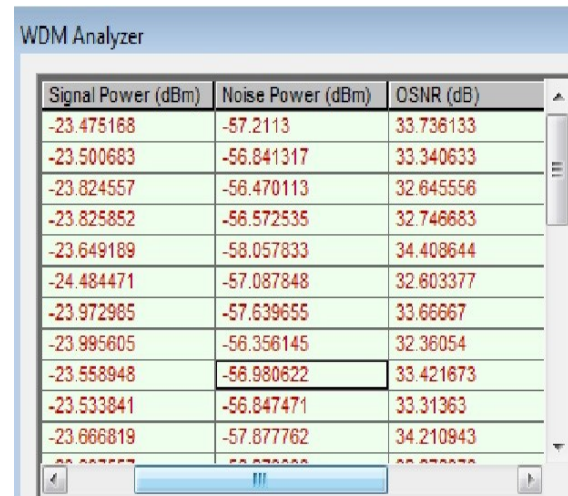 WDM Analyzer
Signal Power (dBm) Noise Power (dBm) OSNR (dB)
-23.475168 -57.2113 33.736133
-23.500683 -56.841317 33.340633
-23.824557 -56.470113 32.645556
-23.825852 -56.572535 32.746683
-23.649189 -58.057833 34.408644
-24.484471 -57.087848 32.603377
-23.972985 -57.639655 33.66667
-23.995605 -56.356145 32.36054
-23.558948 -56.980622 33.421673
-23.533841 -56.847471 33.31363
-23.666819 -57.877762 34.210943